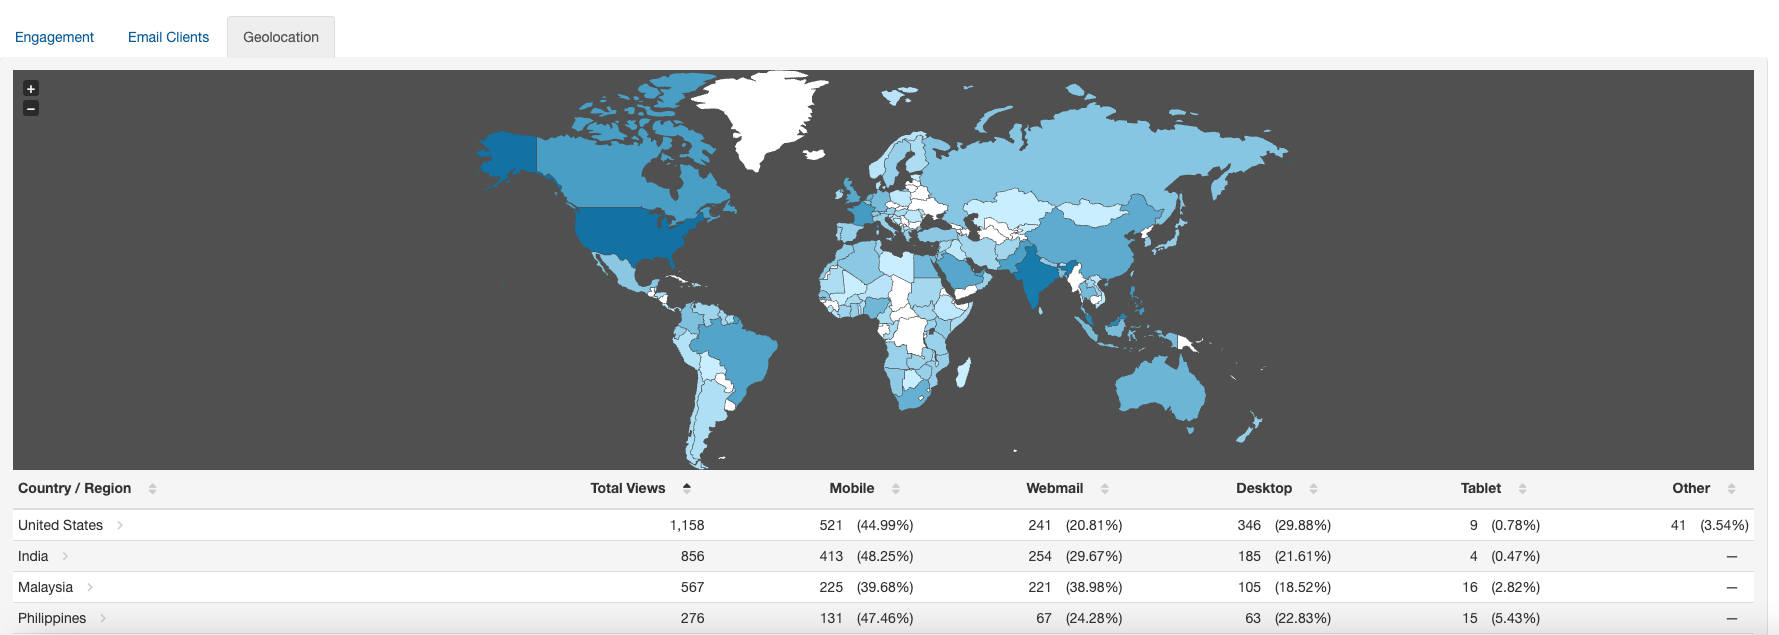 Engagement Email Clients Geolocation
+
−
Country / Region Total Views Mobile Webmail Desktop Tablet Other
United States 1,158 521 (44.99%) 241 (20.81%) 346 (29.88%) 9 (0.78%) 41 (3.54%)
India 856 413 (48.25%) 254 (29.67%) 185 (21.61%) 4 (0.47%) —
Malaysia 567 225 (39.68%) 221 (38.98%) 105 (18.52%) 16 (2.82%) —
Philippines 276 131 (47.46%) 67 (24.28%) 63 (22.83%) 15 (5.43%) —